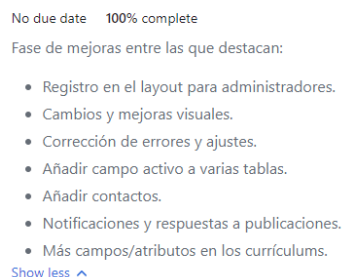 No due date 100% complete
Fase de mejoras entre las que destacan:
• Registro en el layout para administradores.
• Cambios y mejoras visuales.
• Corrección de errores y ajustes.
• Añadir campo activo a varias tablas.
• Añadir contactos.
• Notificaciones y respuestas a publicaciones.
• Más campos/atributos en los currículums.
Show less